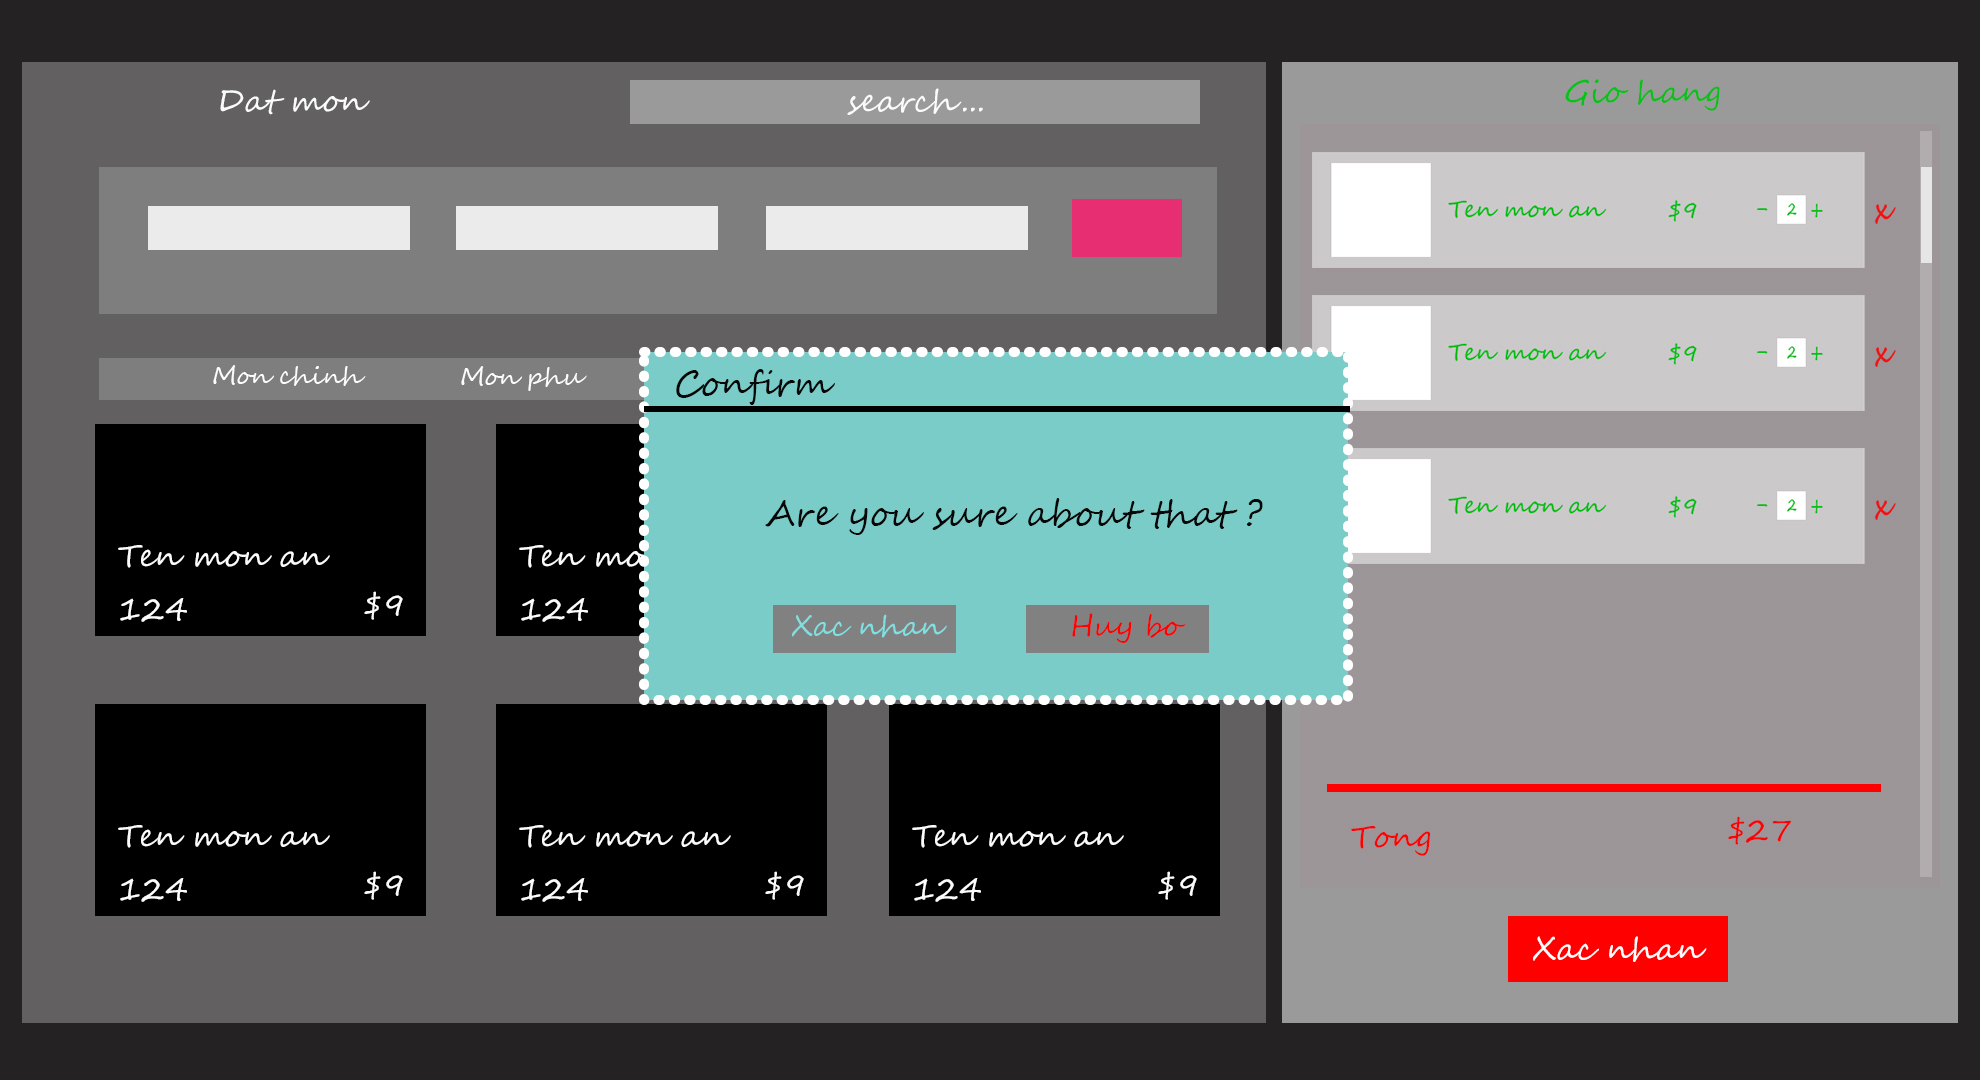 Dat mon
search...
Mon chinh
Mon phu
Ten mon an
124
$9
Ten mo
124
Ten mon an
124
$9
Ten mon an
124
$9
Ten mon an
124
$9
Confirm
Are you sure about that ?
Xac nhan
Huy bo
Gio hang
Ten mon an $9 - 2 + x
Ten mon an $9 - 2 + x
Ten mon an $9 - 2 + x
Tong $27
Xac nhan